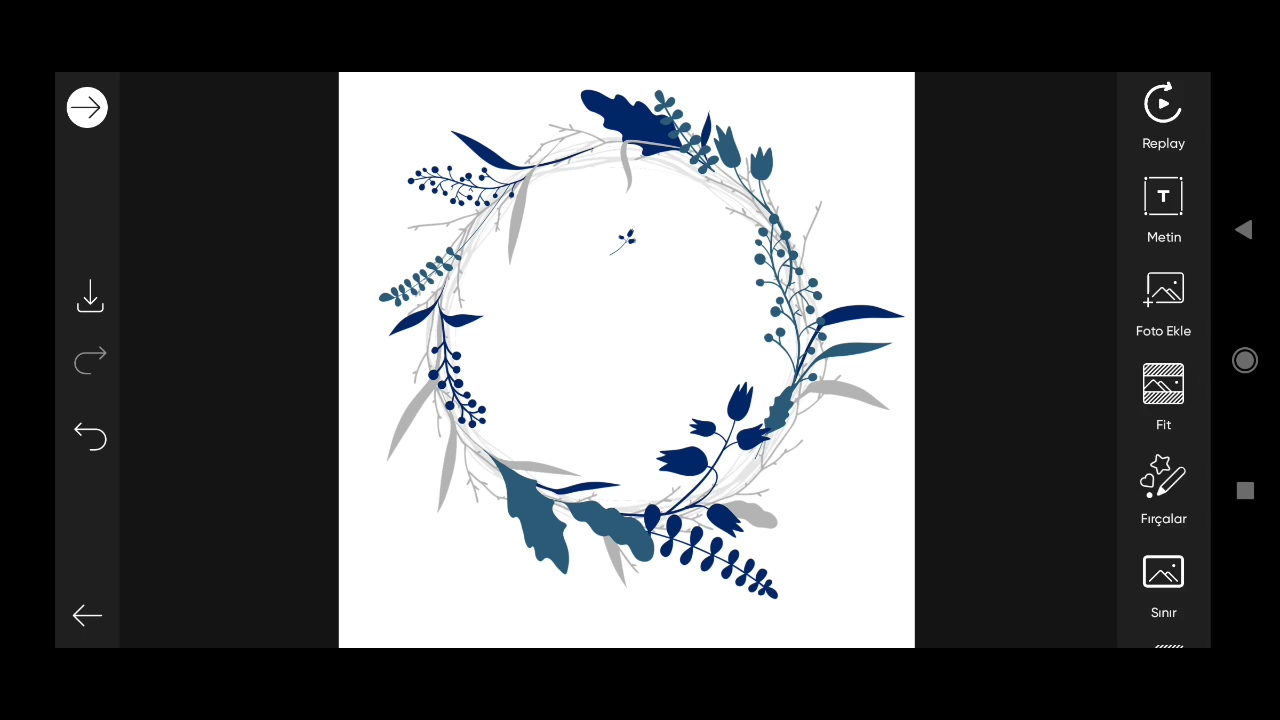 Replay
T
Metin
Foto Ekle
Fit
Fırçalar
Sınır